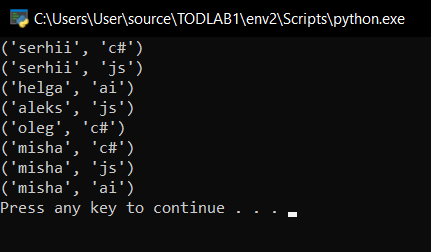 C:\Users\User\source\TODLAB1\env2\Scripts\python.exe
('serhii', 'c#')
('serhii', 'js')
('helga', 'ai')
('aleks', 'js')
('oleg', 'c#')
('misha', 'c#')
('misha', 'js')
('misha', 'ai')
Press any key to continue . . .